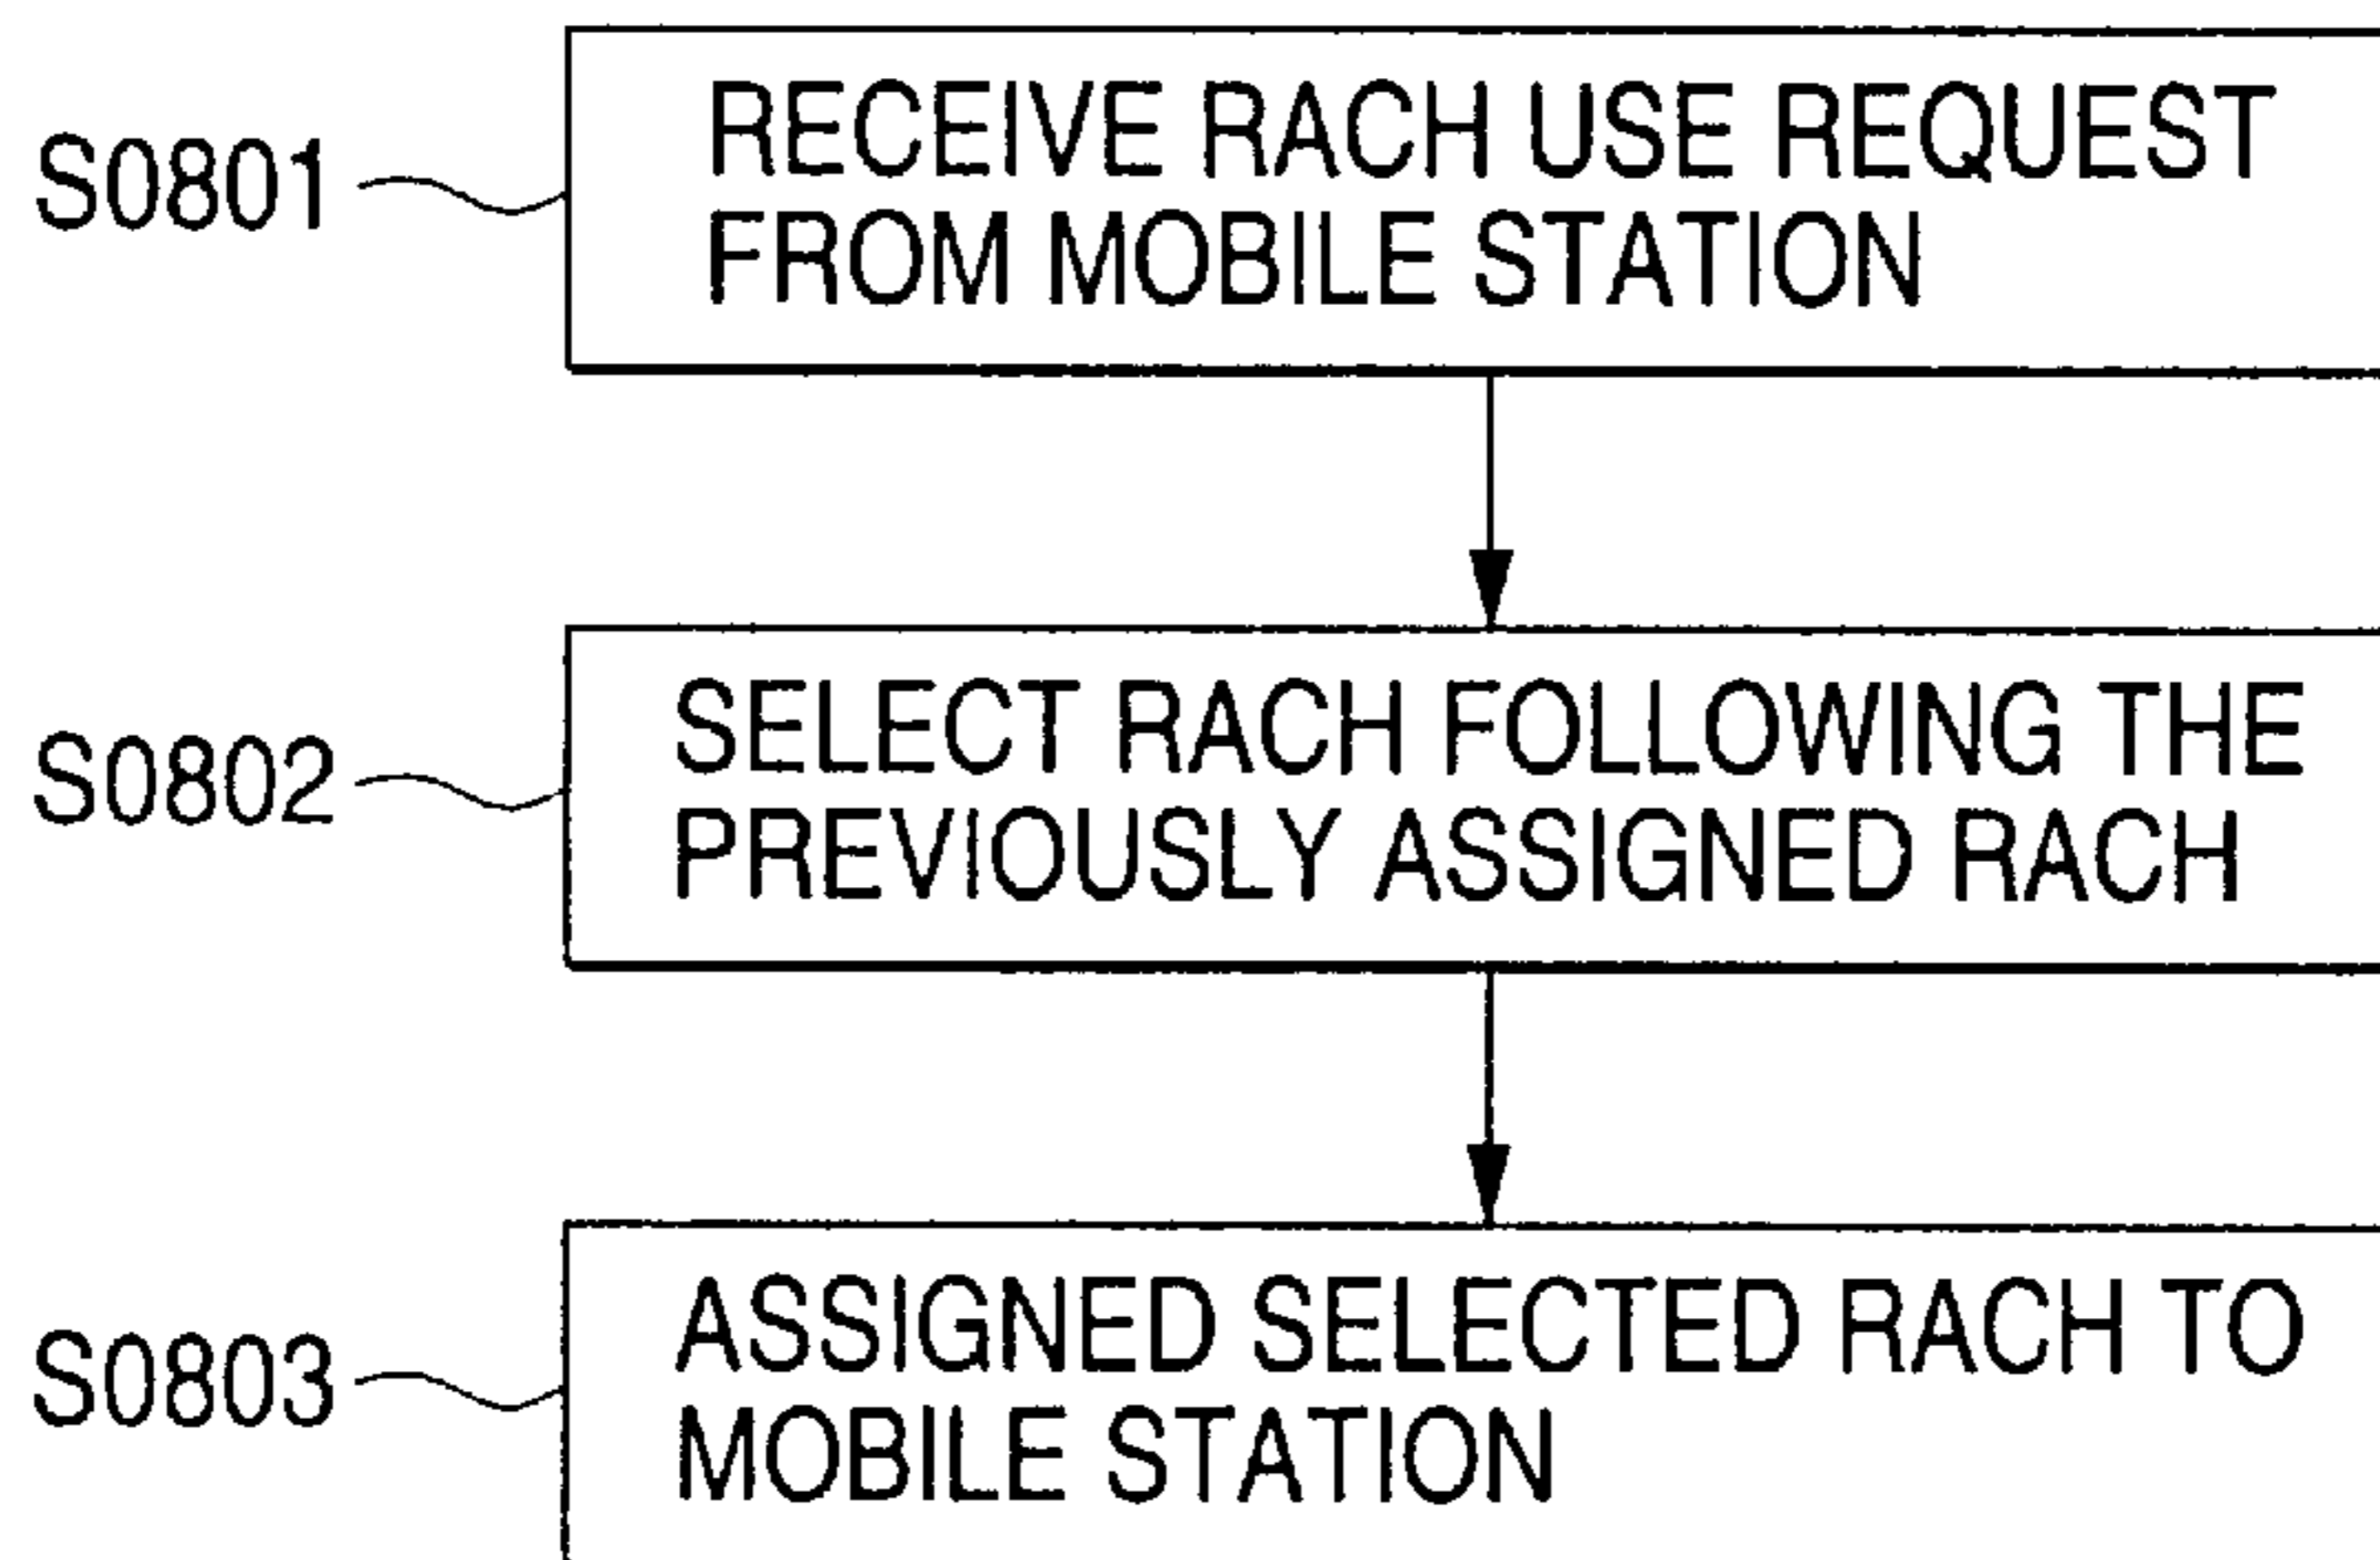 S0801
RECEIVE RACH USE REQUEST
FROM MOBILE STATION
S0802
SELECT RACH FOLLOWING THE
PREVIOUSLY ASSIGNED RACH
S0803
ASSIGNED SELECTED RACH TO
MOBILE STATION